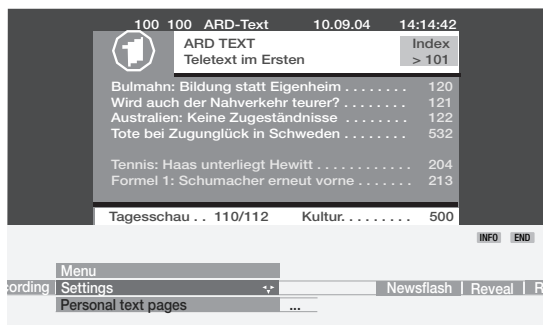 100 100 ARD-Text 10.09.04 14:14:42
1
ARD TEXT Index
Teletext im Ersten > 101
Bulmahn: Bildung statt Eigenheim . . . . . . . . 120
Wird auch der Nahverkehr teurer? . . . . . . . . 121
Australien: Keine Zugeständnisse . . . . . . . . 122
Tote bei Zugunglück in Schweden . . . . . . . . 532
Tennis: Haas unterliegt Hewitt . . . . . . . . . . . . 204
Formel 1: Schumacher erneut vorne . . . . . . . 213
Tagesschau . . 110/112 Kultur. . . . . . . . . 500
INFO END
Menu
cording Settings Newsflash Reveal R
Personal text pages ...